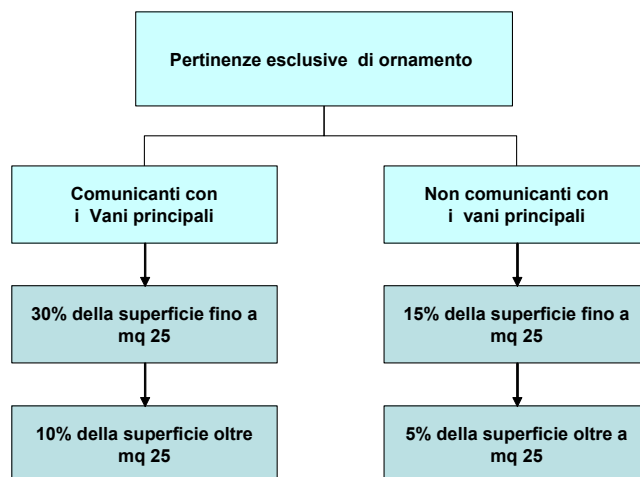 Pertinenze esclusive di ornamento
Comunicanti con
i Vani principali
Non comunicanti con
i vani principali
30% della superficie fino a
mq 25
15% della superficie fino a
mq 25
10% della superficie oltre
mq 25
5% della superficie oltre a
mq 25